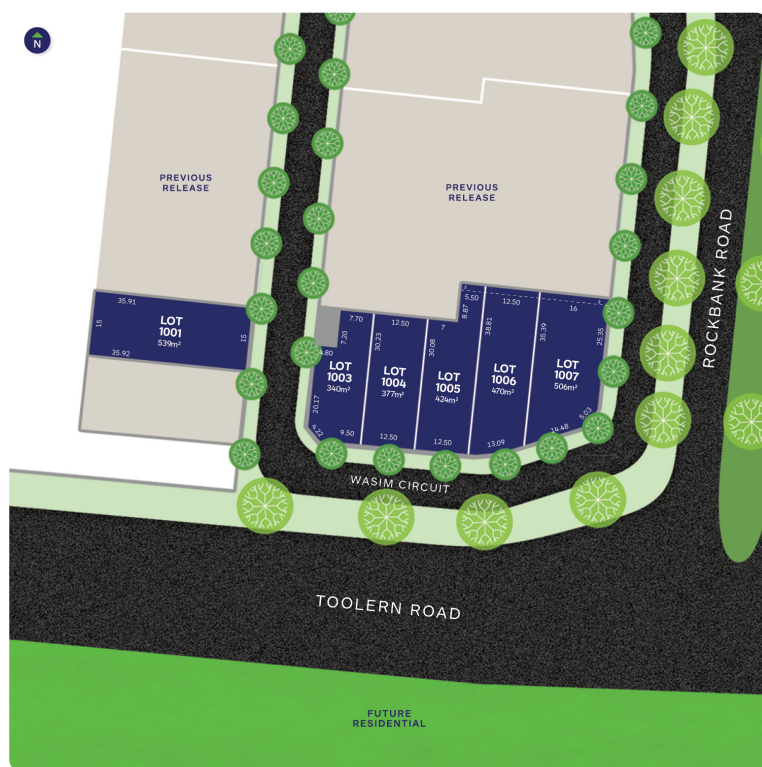 N
PREVIOUS
RELEASE
PREVIOUS
RELEASE
ROCKBANK ROAD
35.91
15
LOT
1001
539m²
15
35.92
7.70
7.20
4.80
LOT
1003
340m²
20.17
4.22
9.50
12.50
30.23
LOT
1004
377m²
12.50
7
30.08
LOT
1005
424m²
12.50
5.50
8.87
12.50
38.81
LOT
1006
470m²
13.09
16
35.39
25.35
LOT
1007
506m²
14.48
5.03
WASIM CIRCUIT
TOOLERN ROAD
FUTURE
RESIDENTIAL